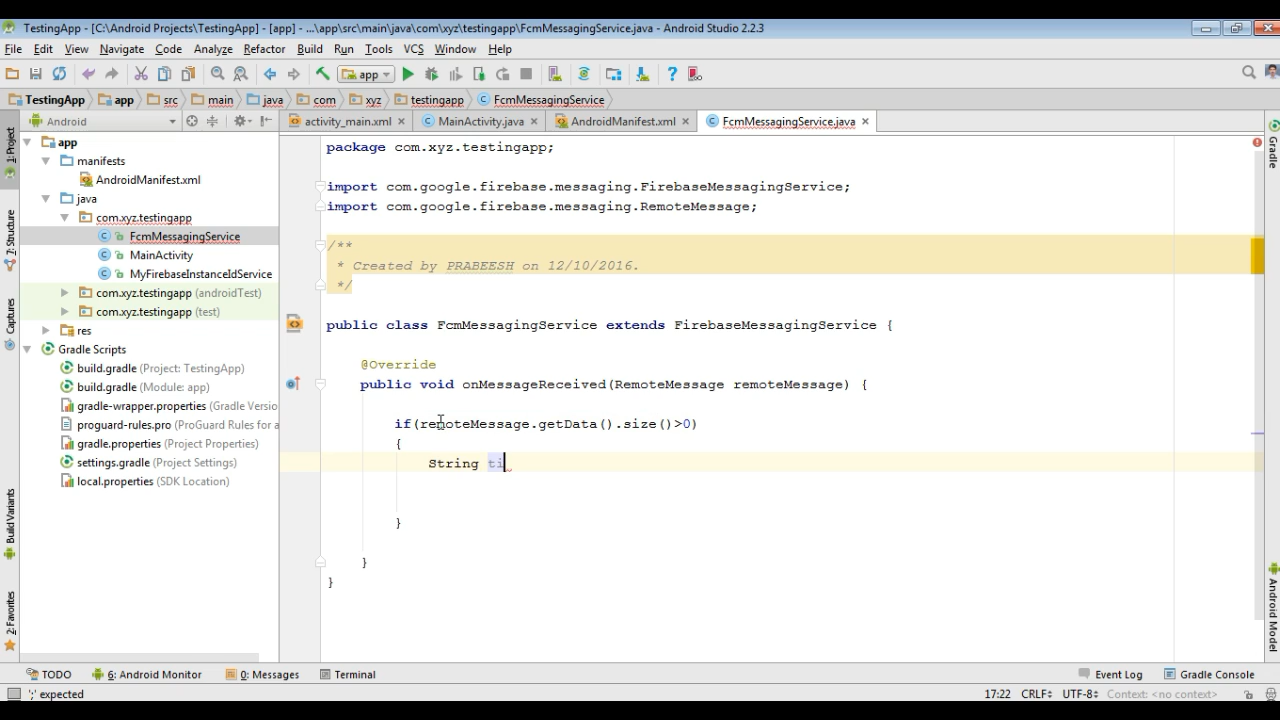 TestingApp - [C:\Android Projects\TestingApp] - [app] - ...\app\src\main\java\com\xyz\testingapp\FcmMessagingService.java - Android Studio 2.2.3
File Edit View Navigate Code Analyze Refactor Build Run Tools VCS Window Help
app
TestingApp app src main java com xyz testingapp FcmMessagingService
Android
activity_main.xml MainActivity.java AndroidManifest.xml FcmMessagingService.java
1: Project
7: Structure
Captures
Build Variants
2: Favorites
app
manifests
AndroidManifest.xml
java
com.xyz.testingapp
FcmMessagingService
MainActivity
MyFirebaseInstanceIdService
com.xyz.testingapp (androidTest)
com.xyz.testingapp (test)
res
Gradle Scripts
build.gradle (Project: TestingApp)
build.gradle (Module: app)
gradle-wrapper.properties (Gradle Versio
proguard-rules.pro (ProGuard Rules for a
gradle.properties (Project Properties)
settings.gradle (Project Settings)
local.properties (SDK Location)
package com.xyz.testingapp;
import com.google.firebase.messaging.FirebaseMessagingService;
import com.google.firebase.messaging.RemoteMessage;
/**
* Created by PRABEESH on 12/10/2016.
*/
public class FcmMessagingService extends FirebaseMessagingService {
@Override
public void onMessageReceived(RemoteMessage remoteMessage) {
if(remoteMessage.getData().size()>0)
{
String ti
}
}
}
Gradle
Android Model
TODO 6: Android Monitor 0: Messages Terminal Event Log Gradle Console
';' expected 17:22 CRLF UTF-8 Context: <no context>